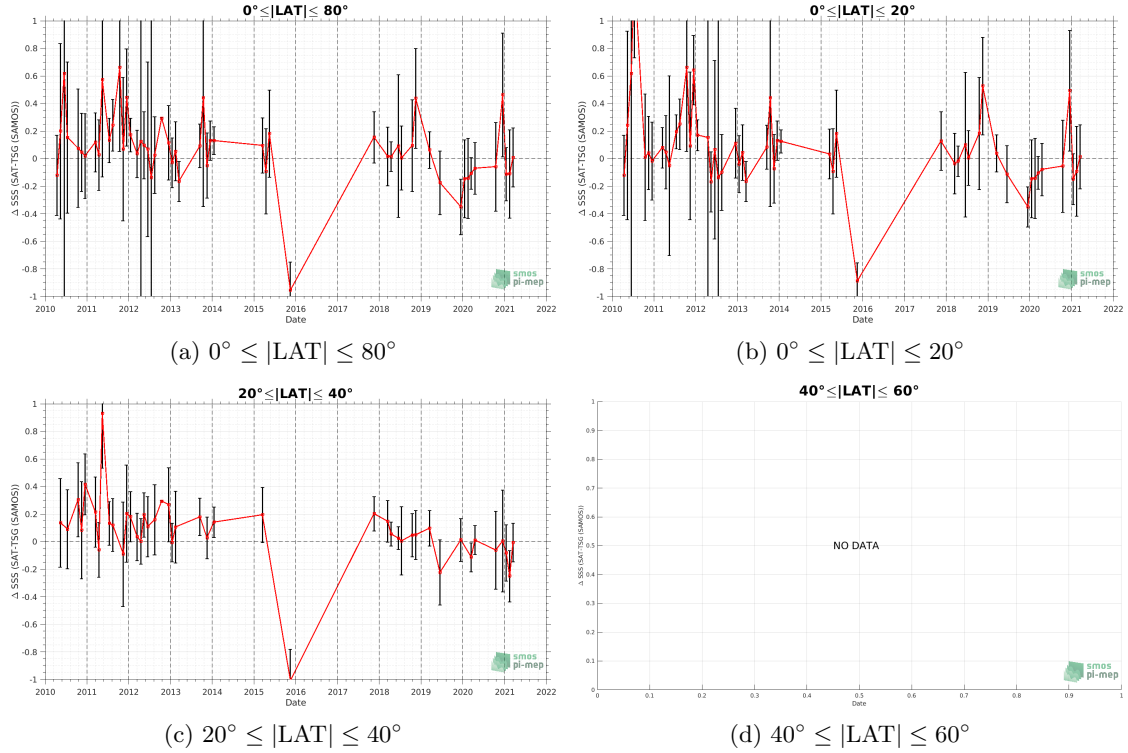 0°≤|LAT|≤ 80°
Δ SSS (SAT-TSG (SAMOS))
1
0.8
0.6
0.4
0.2
0
-0.2
-0.4
-0.6
-0.8
-1
2010 2011 2012 2013 2014 2015 2016 2017 2018 2019 2020 2021 2022
Date
smos
pi-mep
(a) 0° ≤ |LAT| ≤ 80°
0°≤|LAT|≤ 20°
Δ SSS (SAT-TSG (SAMOS))
1
0.8
0.6
0.4
0.2
0
-0.2
-0.4
-0.6
-0.8
-1
2010 2011 2012 2013 2014 2015 2016 2017 2018 2019 2020 2021 2022
Date
smos
pi-mep
(b) 0° ≤ |LAT| ≤ 20°
20°≤|LAT|≤ 40°
Δ SSS (SAT-TSG (SAMOS))
1
0.8
0.6
0.4
0.2
0
-0.2
-0.4
-0.6
-0.8
-1
2010 2011 2012 2013 2014 2015 2016 2017 2018 2019 2020 2021 2022
Date
smos
pi-mep
(c) 20° ≤ |LAT| ≤ 40°
40°≤|LAT|≤ 60°
Δ SSS (SAT-TSG (SAMOS))
1
0.9
0.8
0.7
0.6
0.5
0.4
0.3
0.2
0.1
0
NO DATA
0 0.1 0.2 0.3 0.4 0.5 0.6 0.7 0.8 0.9 1
Date
smos
pi-mep
(d) 40° ≤ |LAT| ≤ 60°